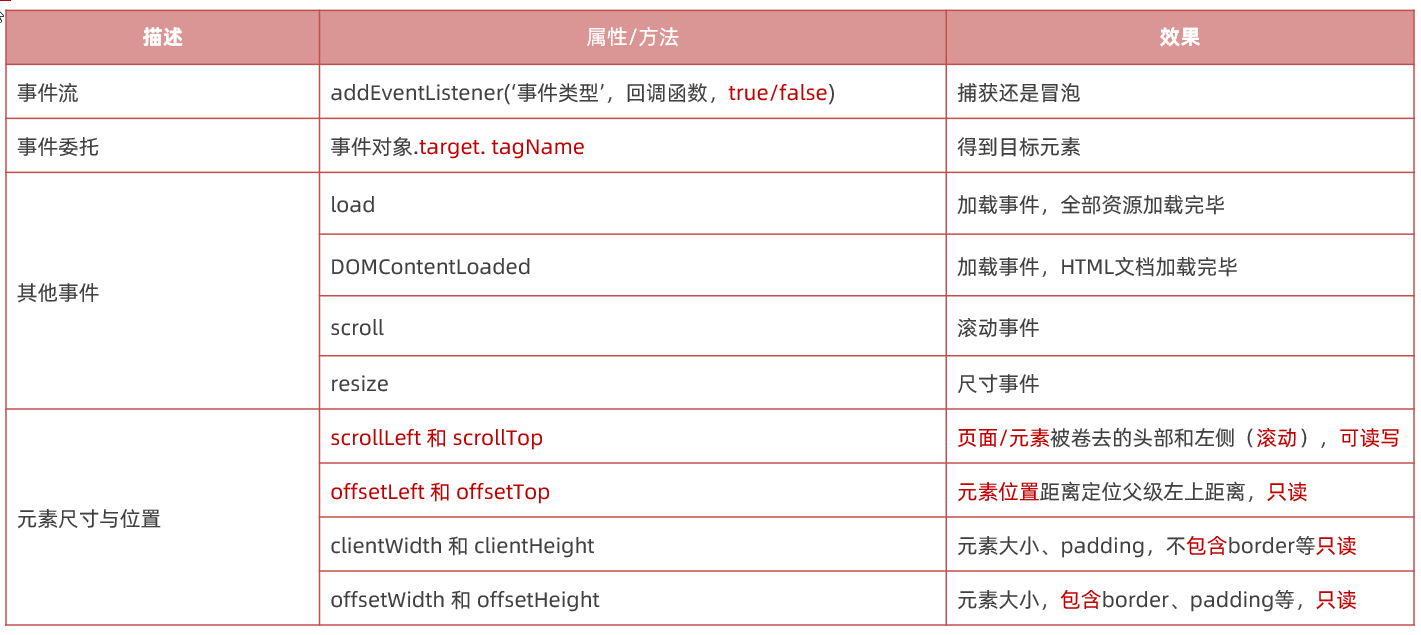 描述 属性/方法 效果
事件流 addEventListener(‘事件类型’，回调函数，true/false) 捕获还是冒泡
事件委托 事件对象.target. tagName 得到目标元素
其他事件
load 加载事件，全部资源加载完毕
DOMContentLoaded 加载事件，HTML文档加载完毕
scroll 滚动事件
resize 尺寸事件
元素尺寸与位置
scrollLeft 和 scrollTop 页面/元素被卷去的头部和左侧（滚动），可读写
offsetLeft 和 offsetTop 元素位置距离定位父级左上距离，只读
clientWidth 和 clientHeight 元素大小、padding，不包含border等只读
offsetWidth 和 offsetHeight 元素大小，包含border、padding等，只读